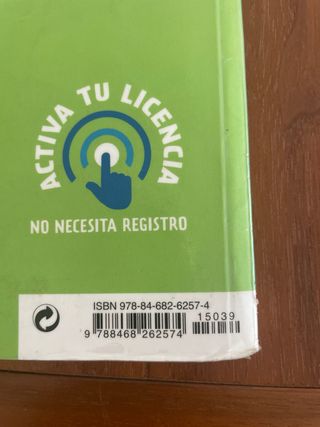 ACTIVA TU LICENCIA
NO NECESITA REGISTRO
ISBN 978-84-682-6257-4
15039
9 788468 262574